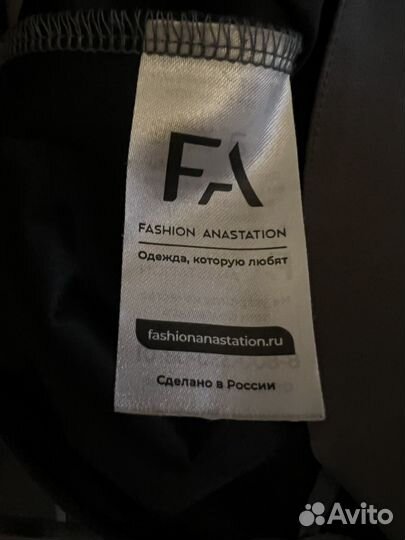 FA
FASHION ANASTATION
Одежда, которую любят
fashionanastation.ru
Сделано в России
Avito